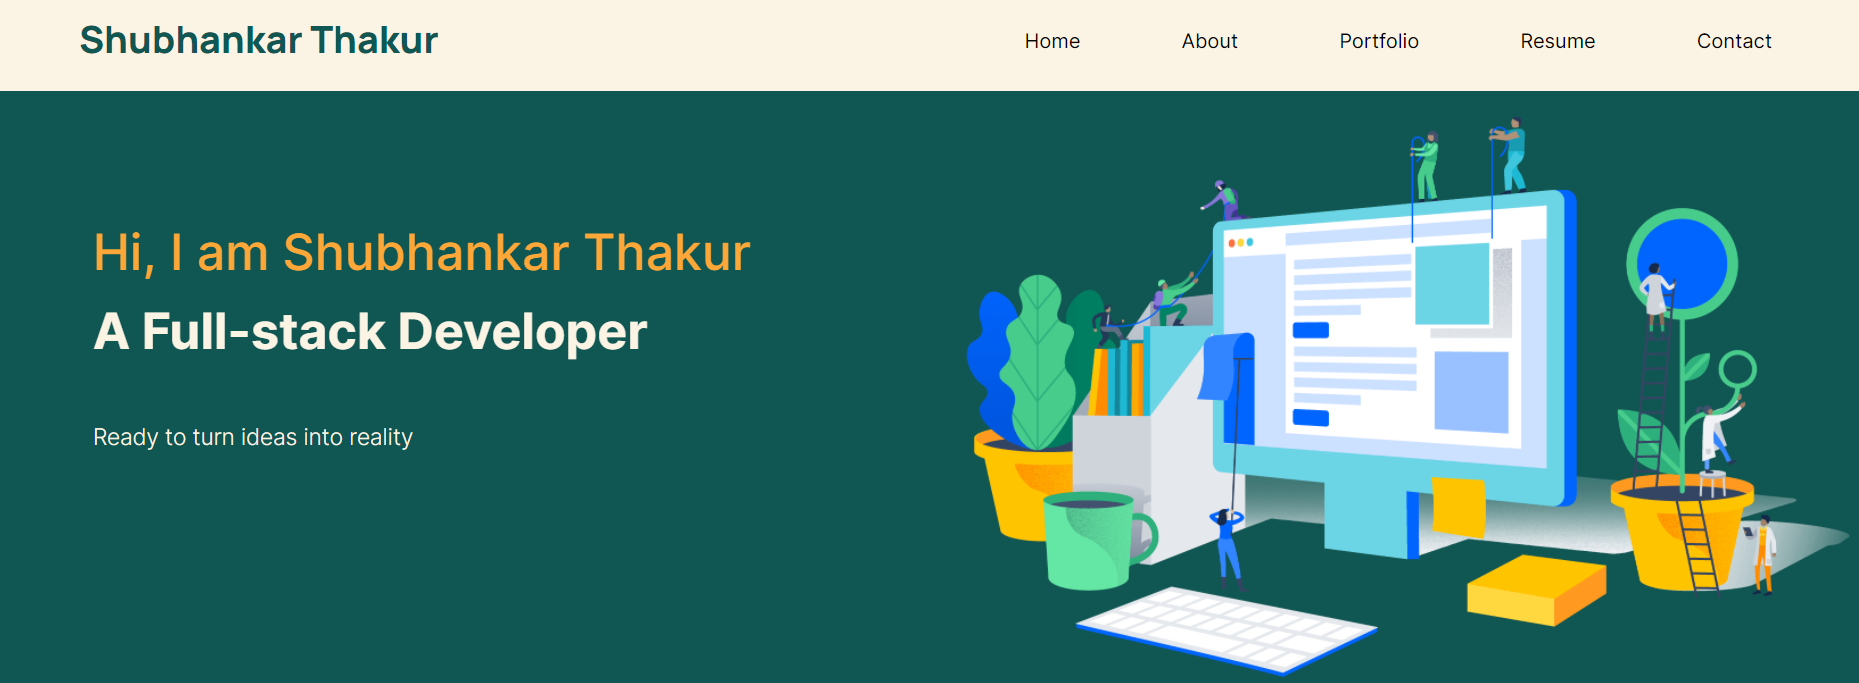 Shubhankar Thakur
Home About Portfolio Resume Contact
Hi, I am Shubhankar Thakur
A Full-stack Developer
Ready to turn ideas into reality